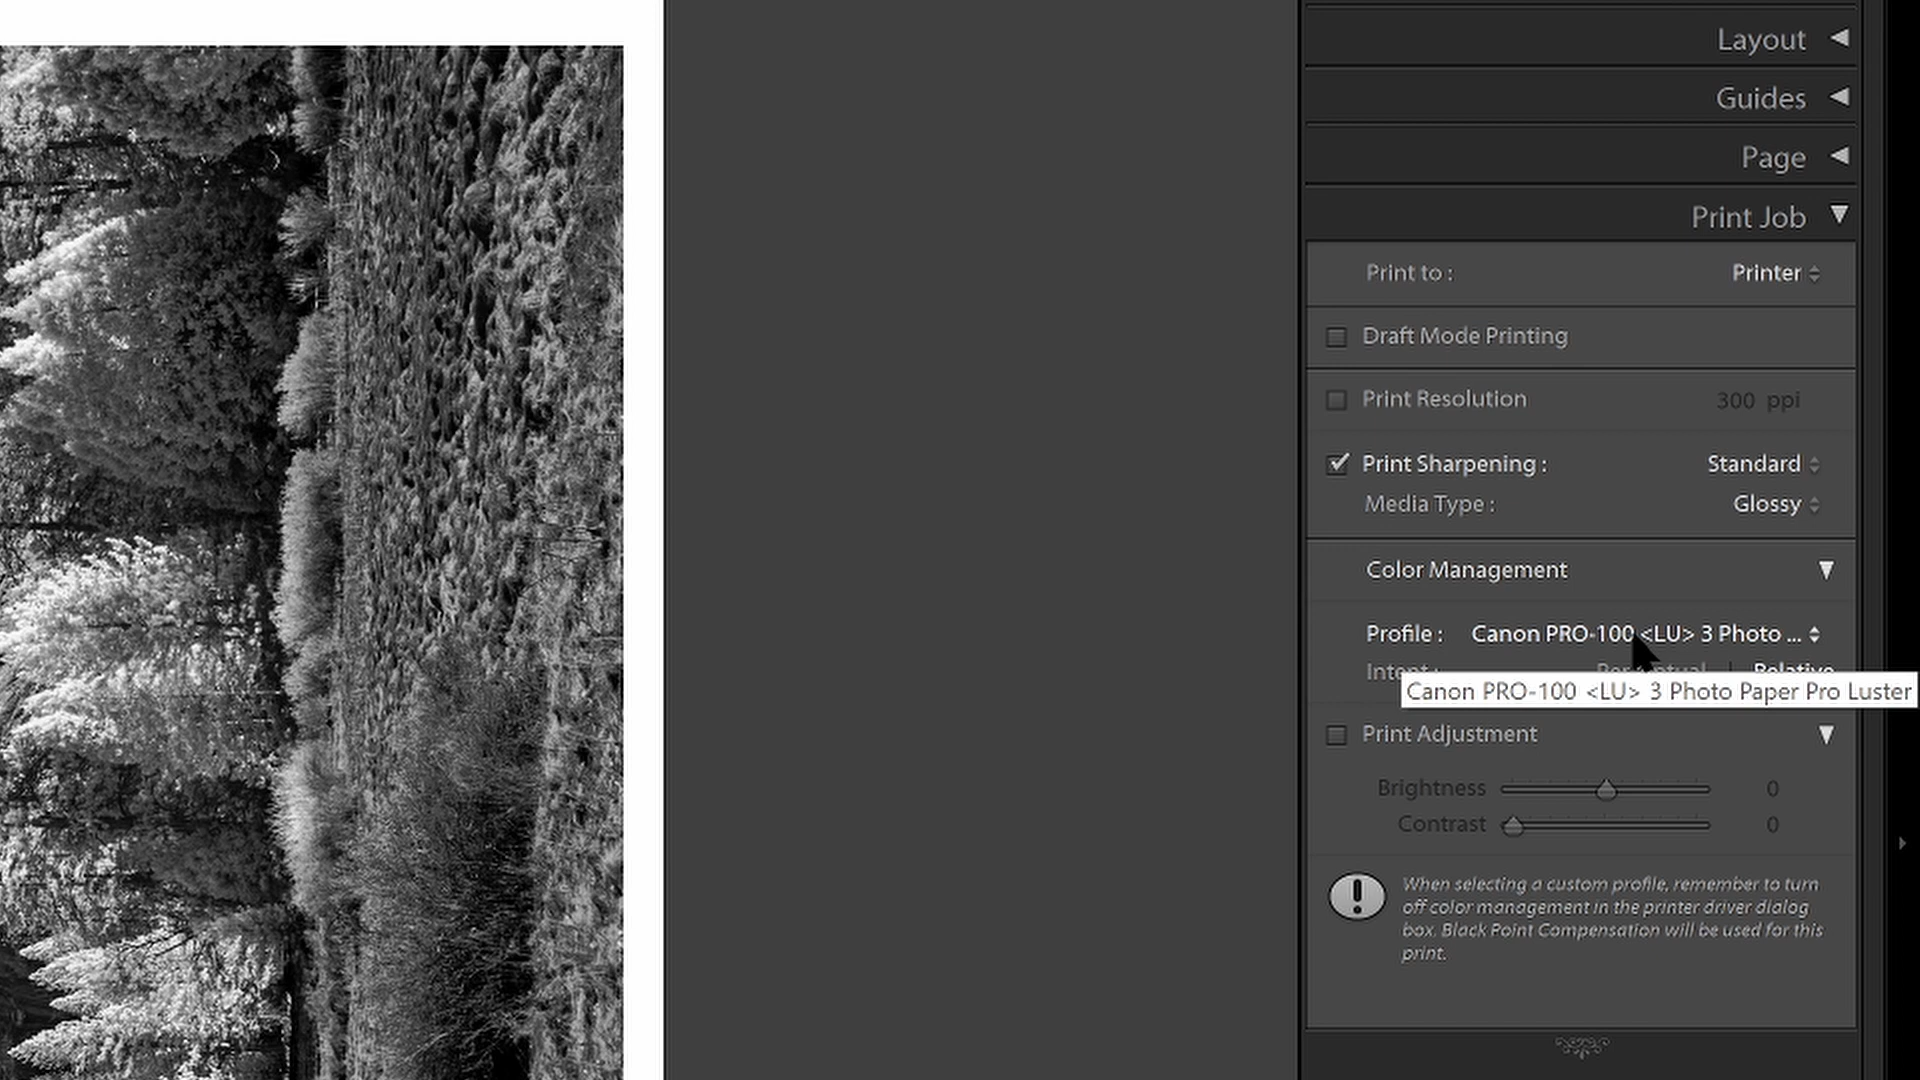 Layout
Guides
Page
Print Job
Print to : Printer
Draft Mode Printing
Print Resolution 300 ppi
Print Sharpening : Standard
Media Type : Glossy
Color Management
Profile : Canon PRO-100 <LU> 3 Photo ...
Intent : Perceptual Relative
Canon PRO-100 <LU> 3 Photo Paper Pro Luster
Print Adjustment
Brightness 0
Contrast 0
When selecting a custom profile, remember to turn
off color management in the printer driver dialog
box. Black Point Compensation will be used for this
print.